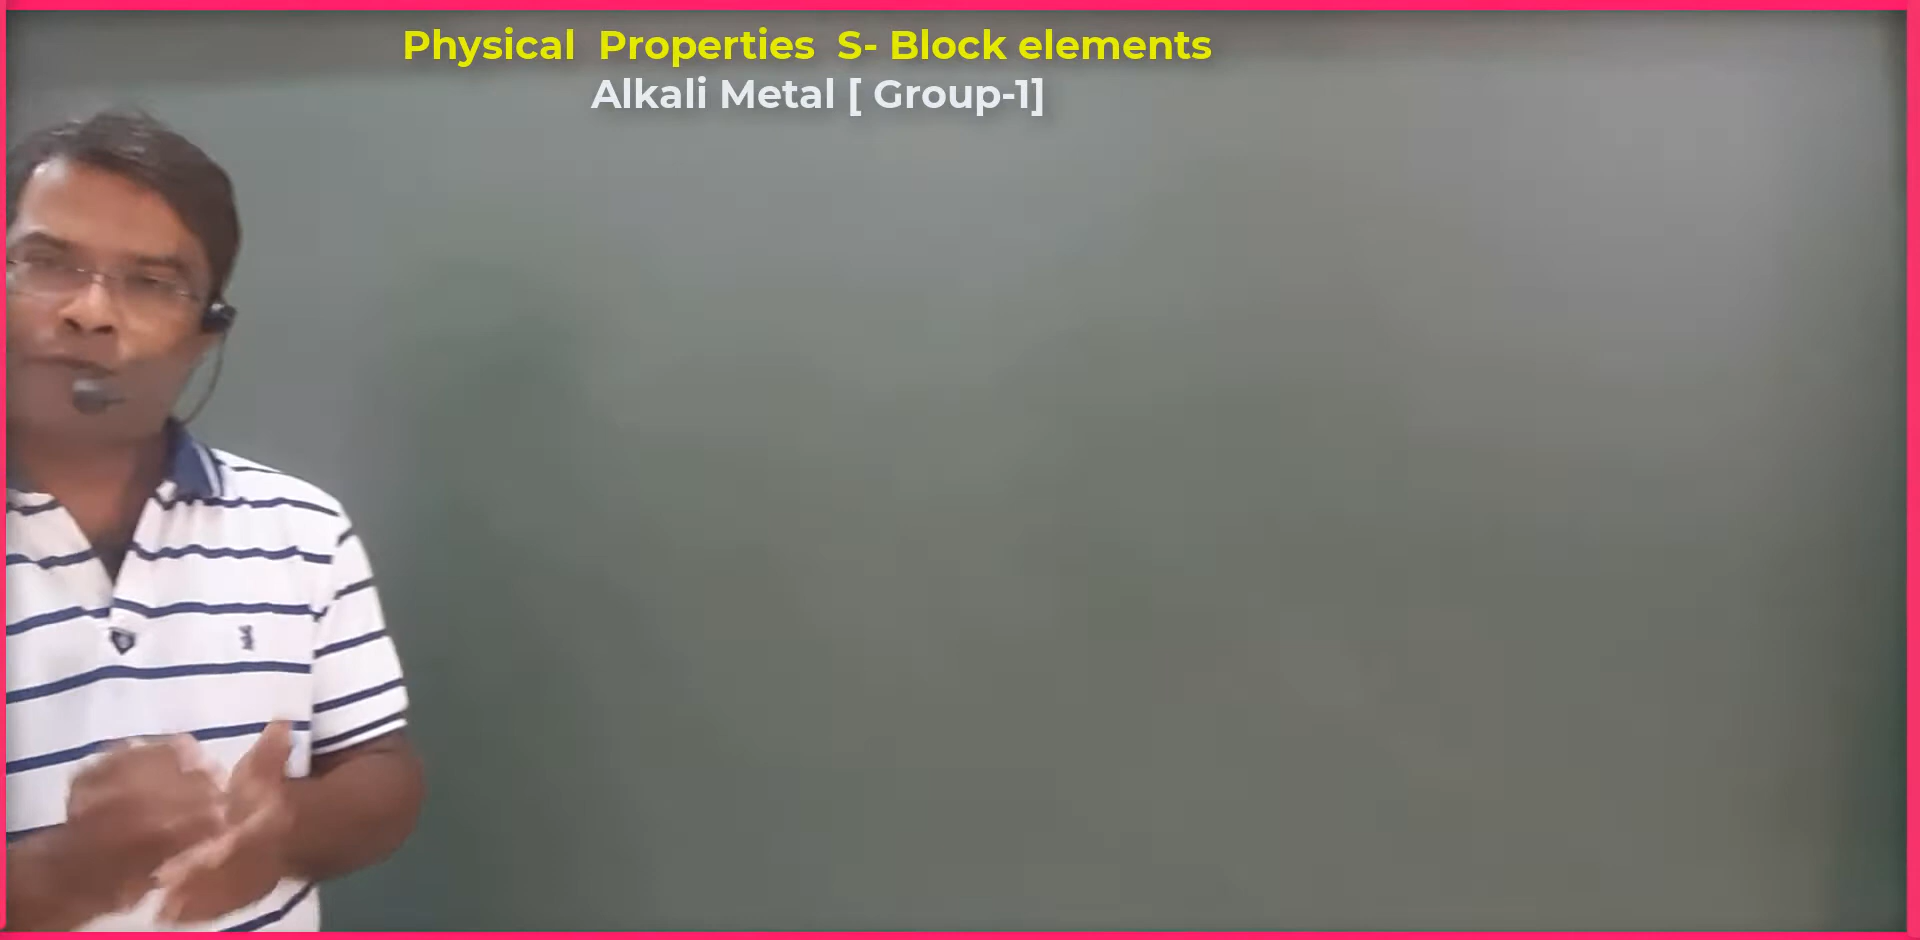 Physical Properties S- Block elements
Alkali Metal [ Group-1]